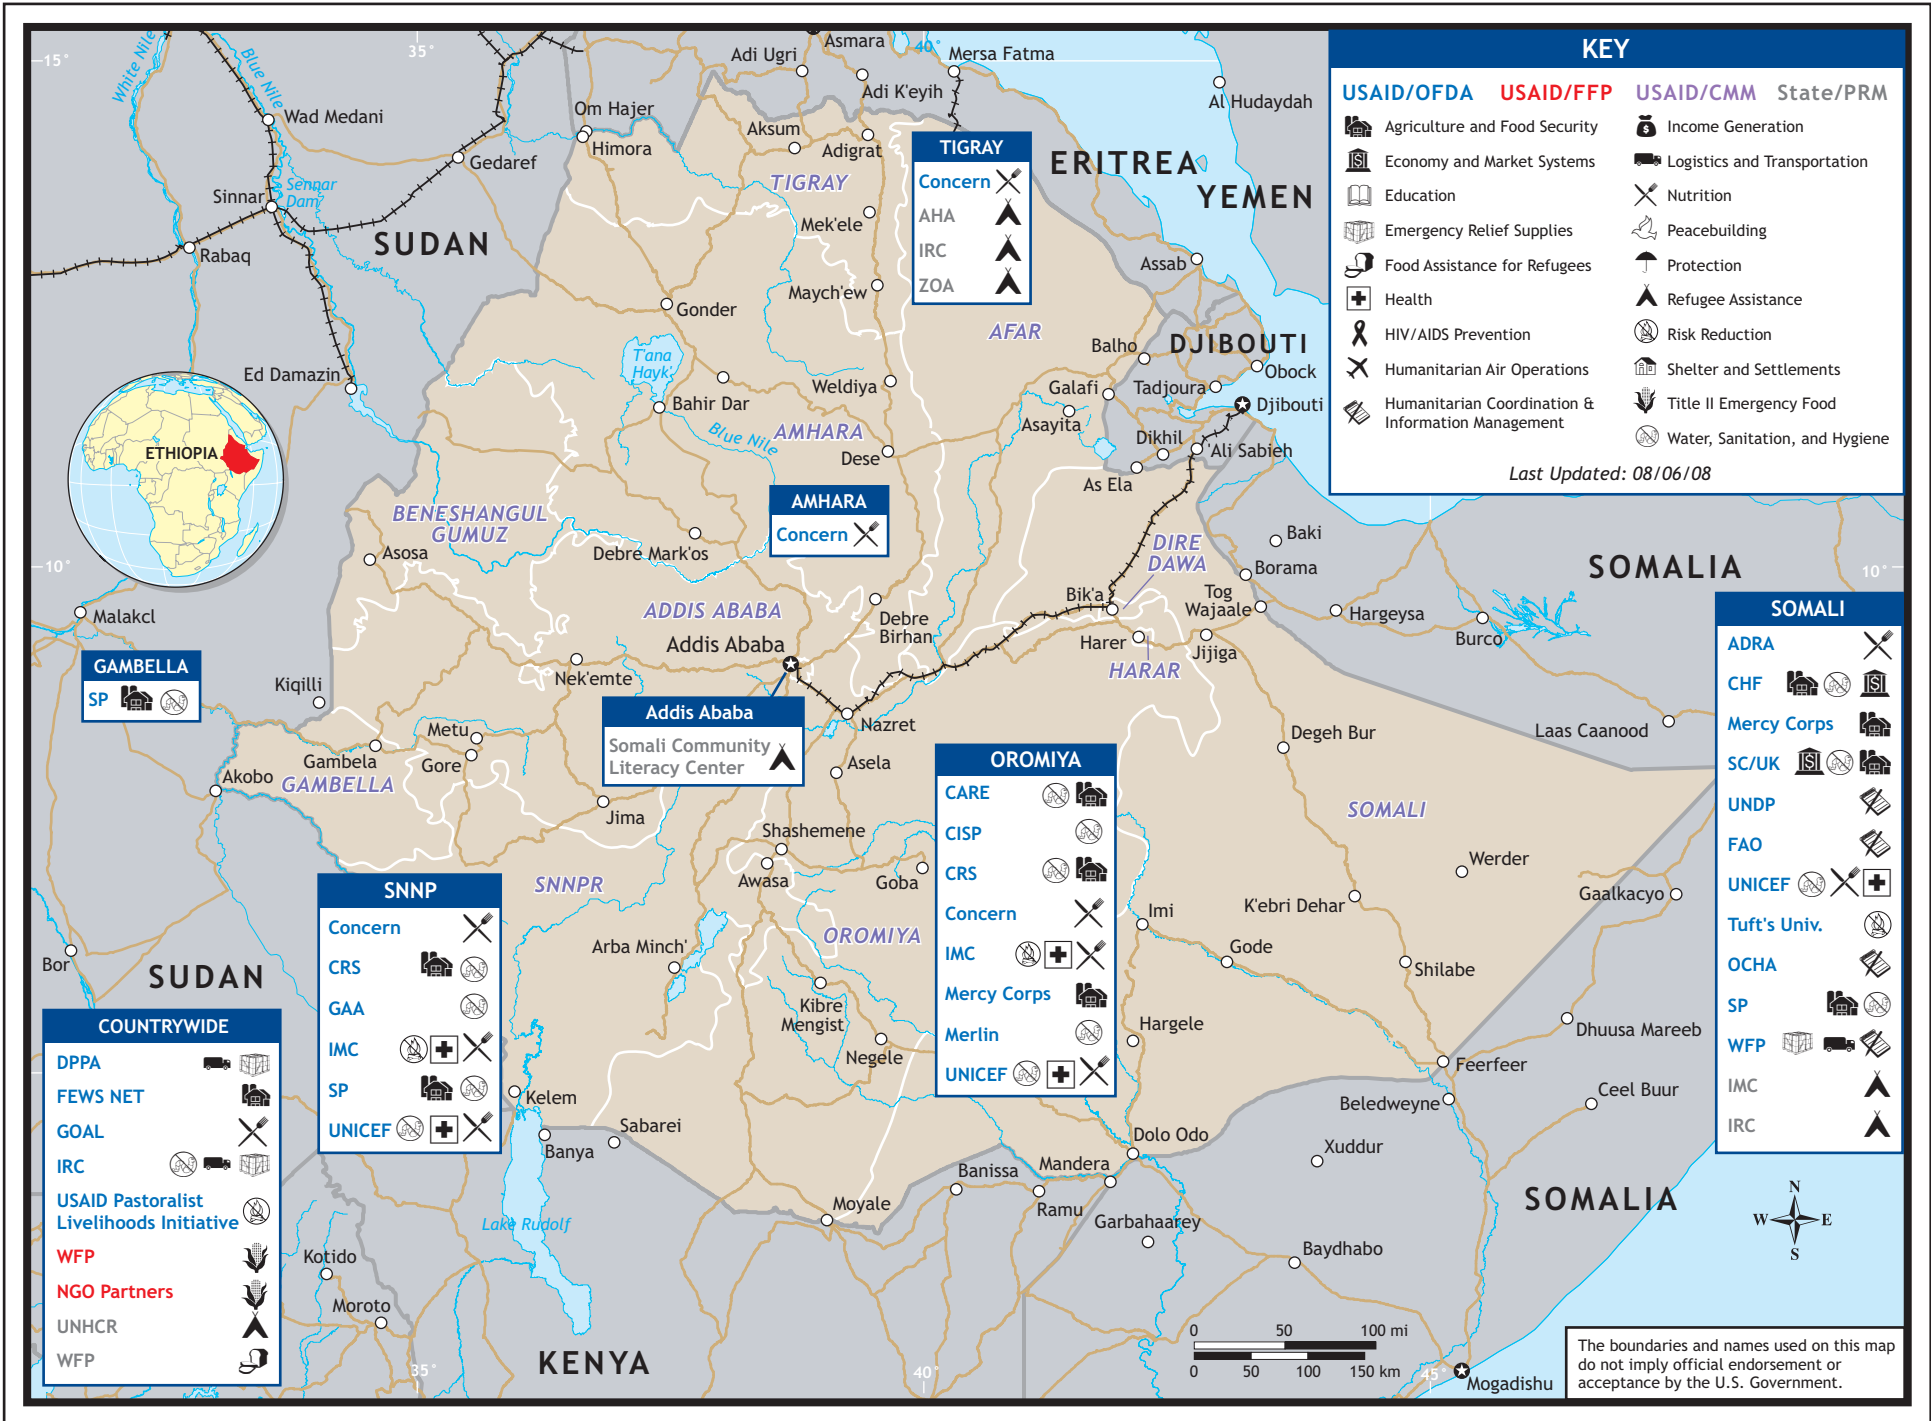 KEY
USAID/OFDA USAID/FFP USAID/CMM State/PRM
Agriculture and Food Security
Economy and Market Systems
Education
Emergency Relief Supplies
Food Assistance for Refugees
Health
HIV/AIDS Prevention
Humanitarian Air Operations
Humanitarian Coordination &
Information Management
Income Generation
Logistics and Transportation
Nutrition
Peacebuilding
Protection
Refugee Assistance
Risk Reduction
Shelter and Settlements
Title II Emergency Food
Water, Sanitation, and Hygiene
Last Updated: 08/06/08
15°
35°
40°
White Nile
Blue Nile
Wad Medani
Gedaref
Sennar
Dam
Sinnar
Rabaq
SUDAN
Ed Damazin
ETHIOPIA
Om Hajer
Himora
Adi Ugri
Asmara
Adi K'eyih
Mersa Fatma
Al Hudaydah
Aksum
Adigrat
TIGRAY
Mek'ele
Maych'ew
TIGRAY
Concern
AHA
IRC
ZOA
ERITREA
YEMEN
Assab
Gonder
AFAR
T'ana
Hayk'
Weldiya
Bahir Dar
Blue Nile
AMHARA
Dese
Balho
DJIBOUTI
Obock
Galafi
Tadjoura
Djibouti
Asayita
Dikhil
'Ali Sabieh
As Ela
AMHARA
Concern
BENESHANGUL
GUMUZ
Asosa
Debre Mark'os
10°
DIRE
DAWA
Baki
Borama
SOMALIA
10°
Malakcl
ADDIS ABABA
Addis Ababa
Debre
Birhan
Bik'a
Tog
Wajaale
Hargeysa
Burco
Harer
Jijiga
HARAR
GAMBELLA
SP
Kiqilli
Nek'emte
Addis Ababa
Somali Community
Literacy Center
Nazret
Degeh Bur
Laas Caanood
Metu
Gambela
Gore
Akobo
GAMBELLA
Asela
Jima
SOMALI
Shashemene
Awasa
Goba
Werder
SNNPR
OROMIYA
Imi
K'ebri Dehar
Gaalkacyo
Gode
Shilabe
Arba Minch'
Bor
SUDAN
Kibre
Mengist
Negele
Hargele
Dhuusa Mareeb
Feerfeer
Ceel Buur
Beledweyne
Kelem
Banya
Sabarei
Dolo Odo
Xuddur
Banissa
Mandera
Ramu
Moyale
Garbahaarey
SOMALIA
Baydhabo
Lake Rudolf
Kotido
Moroto
KENYA
35°
40°
45°
Mogadishu
OROMIYA
CARE
CISP
CRS
Concern
IMC
Mercy Corps
Merlin
UNICEF
SNNP
Concern
CRS
GAA
IMC
SP
UNICEF
COUNTRYWIDE
DPPA
FEWS NET
GOAL
IRC
USAID Pastoralist
Livelihoods Initiative
WFP
NGO Partners
UNHCR
WFP
SOMALI
ADRA
CHF
Mercy Corps
SC/UK
UNDP
FAO
UNICEF
Tuft's Univ.
OCHA
SP
WFP
IMC
IRC
N
W E
S
0 50 100 mi
0 50 100 150 km
The boundaries and names used on this map
do not imply official endorsement or
acceptance by the U.S. Government.